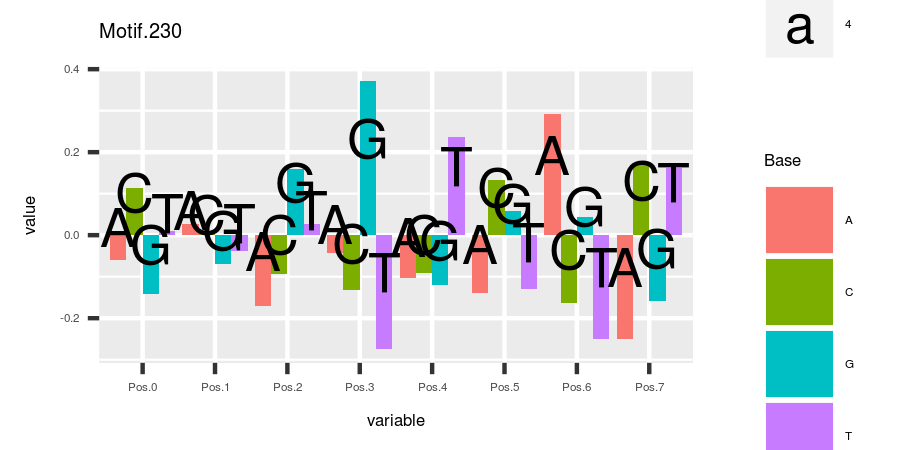 Motif.230
a 4
0.4
0.2
0.0
-0.2
value
A C G T A C G T A C G T A C G T A C G T A C G T A C G T A C G T
Pos.0 Pos.1 Pos.2 Pos.3 Pos.4 Pos.5 Pos.6 Pos.7
variable
Base
A
C
G
T